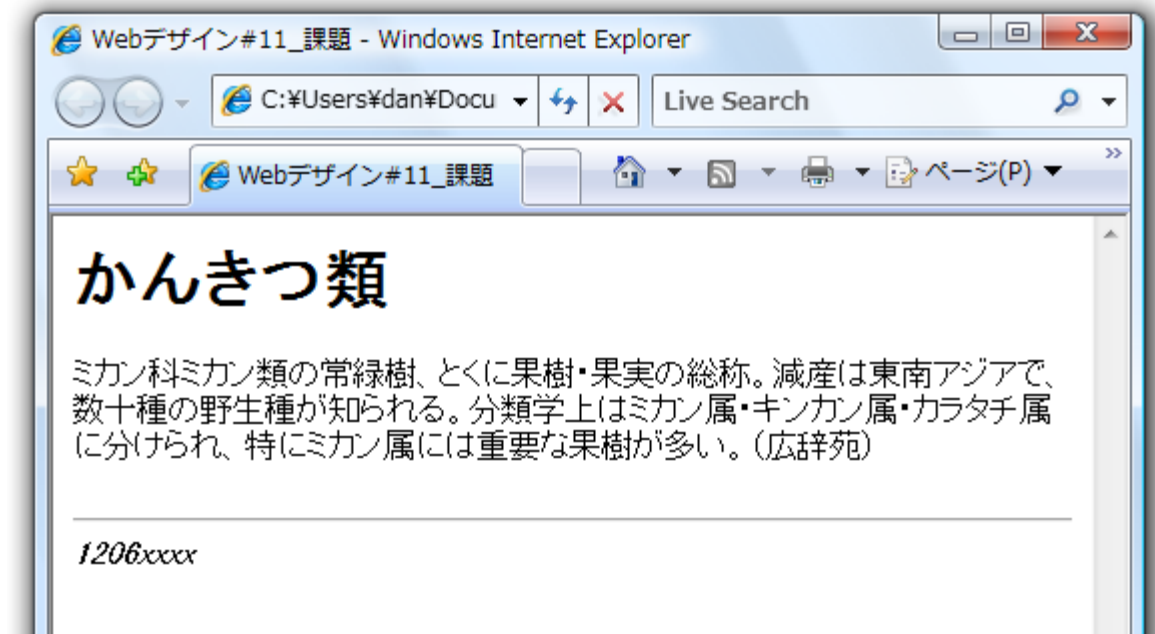 Webデザイン#11_課題 - Windows Internet Explorer
C:¥Users¥dan¥Docu
Live Search
Webデザイン#11_課題
ページ(P)
かんきつ類
ミカン科ミカン類の常緑樹、とくに果樹・果実の総称。減産は東南アジアで、
数十種の野生種が知られる。分類学上はミカン属・キンカン属・カラタチ属
に分けられ、特にミカン属には重要な果樹が多い。（広辞苑）
1206xxxx